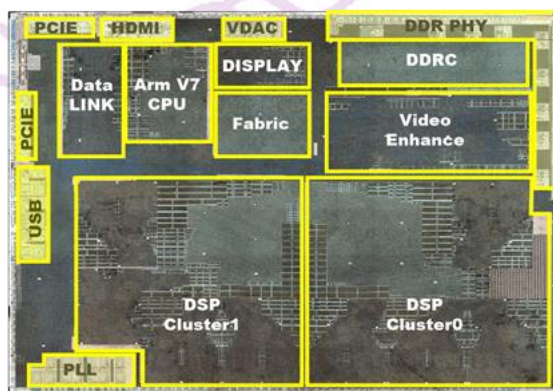 PCIE
HDMI
VDAC
DDR PHY
Data
LINK
Arm V7
CPU
DISPLAY
DDRC
Fabric
Video
Enhance
PCIE
USB
DSP
Cluster1
DSP
Cluster0
PLL